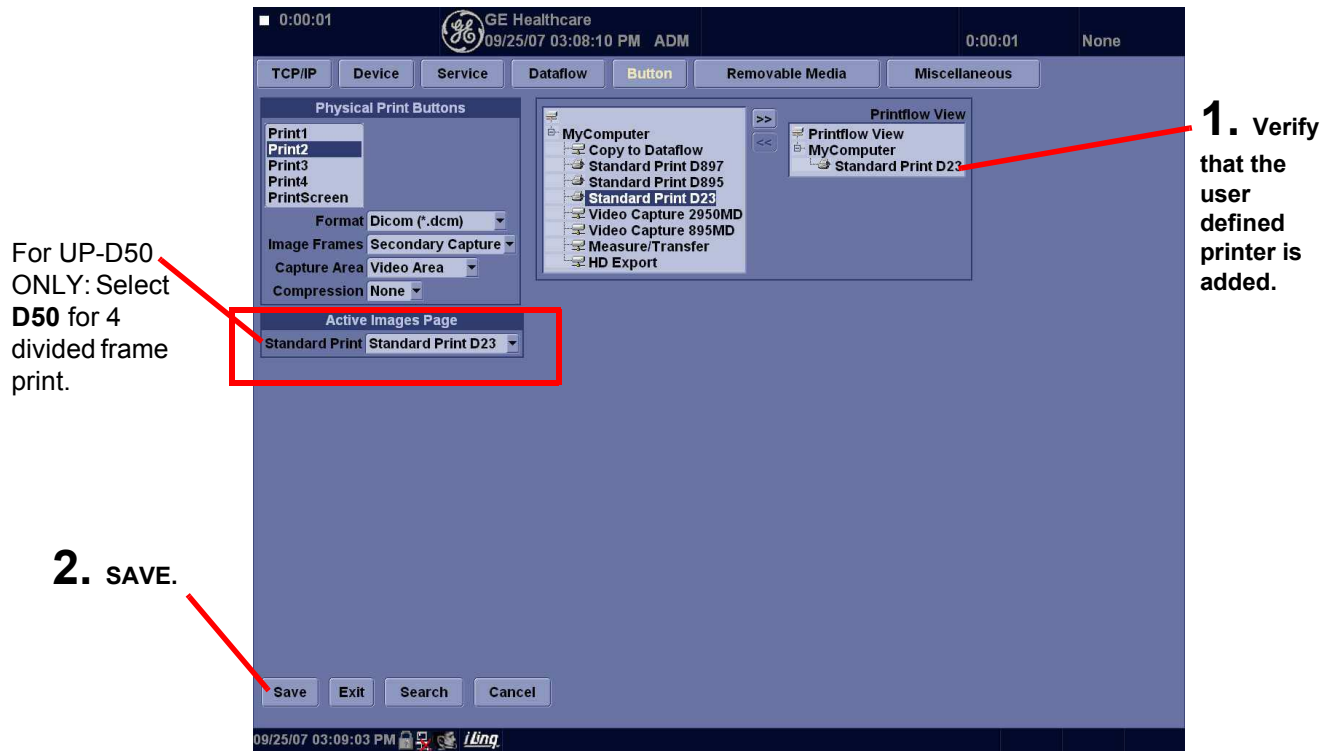 0:00:01
GE Healthcare
09/25/07 03:08:10 PM ADM
0:00:01
None
TCP/IP
Device
Service
Dataflow
Button
Removable Media
Miscellaneous
Physical Print Buttons
Print1
Print2
Print3
Print4
PrintScreen
Format Dicom (*.dcm)
Image Frames Secondary Capture
Capture Area Video Area
Compression None
Active Images Page
Standard Print Standard Print D23
MyComputer
Copy to Dataflow
Standard Print D897
Standard Print D895
Standard Print D23
Video Capture 2950MD
Video Capture 895MD
Measure/Transfer
HD Export
>>
<<
Printflow View
Printflow View
MyComputer
Standard Print D23
1. Verify
that the
user
defined
printer is
added.
For UP-D50
ONLY: Select
D50 for 4
divided frame
print.
2. SAVE.
Save
Exit
Search
Cancel
09/25/07 03:09:03 PM
iLinq